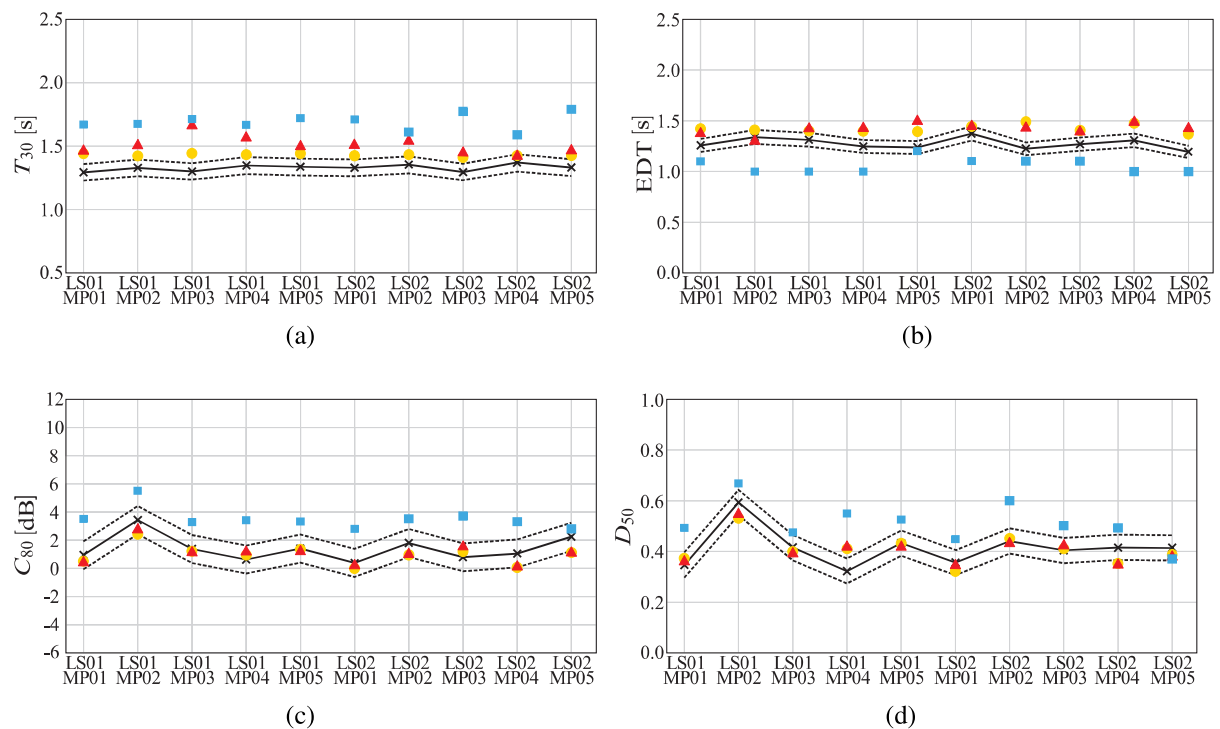 2.5
2.0
1.5
1.0
0.5
T30 [s]
LS01 LS01 LS01 LS01 LS01 LS02 LS02 LS02 LS02 LS02
MP01 MP02 MP03 MP04 MP05 MP01 MP02 MP03 MP04 MP05
(a)
2.5
2.0
1.5
1.0
0.5
0.0
EDT [s]
LS01 LS01 LS01 LS01 LS01 LS02 LS02 LS02 LS02 LS02
MP01 MP02 MP03 MP04 MP05 MP01 MP02 MP03 MP04 MP05
(b)
12
10
8
6
4
2
0
-2
-4
-6
C80 [dB]
LS01 LS01 LS01 LS01 LS01 LS02 LS02 LS02 LS02 LS02
MP01 MP02 MP03 MP04 MP05 MP01 MP02 MP03 MP04 MP05
(c)
1.0
0.8
0.6
0.4
0.2
0.0
D50
LS01 LS01 LS01 LS01 LS01 LS02 LS02 LS02 LS02 LS02
MP01 MP02 MP03 MP04 MP05 MP01 MP02 MP03 MP04 MP05
(d)